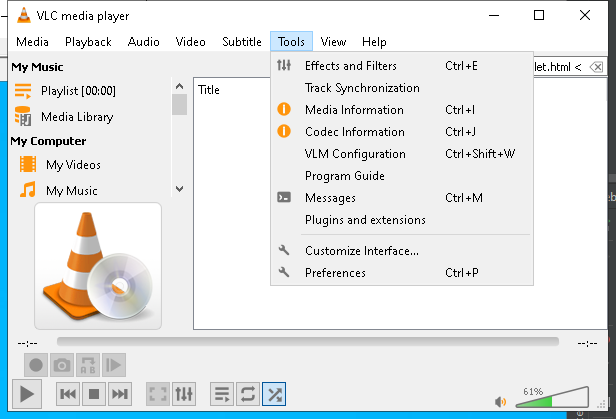 VLC media player
Media Playback Audio Video Subtitle Tools View Help
My Music
Playlist [00:00]
Media Library
My Computer
My Videos
My Music
Title
let.html <
Effects and Filters Ctrl+E
Track Synchronization
Media Information Ctrl+I
Codec Information Ctrl+J
VLM Configuration Ctrl+Shift+W
Program Guide
Messages Ctrl+M
Plugins and extensions
Customize Interface...
Preferences Ctrl+P
--:-- --:--
61%